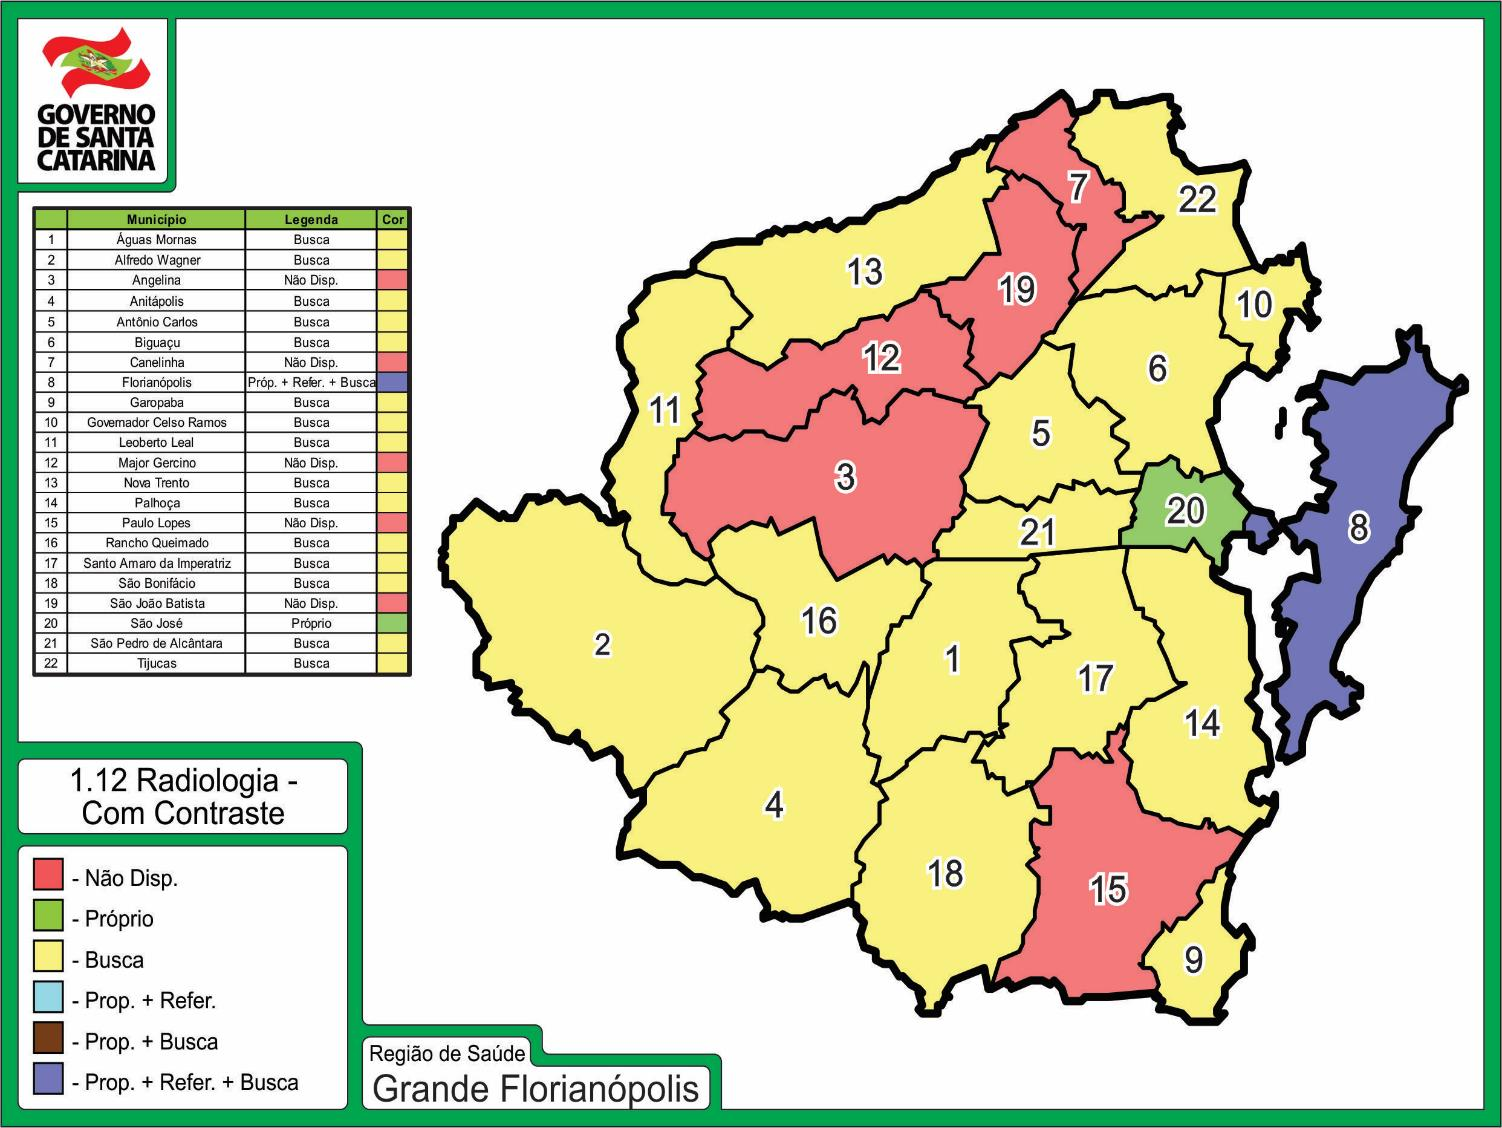 GOVERNO
DE SANTA
CATARINA
Município Legenda Cor
1 Águas Mornas Busca
2 Alfredo Wagner Busca
3 Angelina Não Disp.
4 Anitápolis Busca
5 Antônio Carlos Busca
6 Biguaçu Busca
7 Canelinha Não Disp.
8 Florianópolis Próp. + Refer. + Busca
9 Garopaba Busca
10 Governador Celso Ramos Busca
11 Leoberto Leal Busca
12 Major Gercino Não Disp.
13 Nova Trento Busca
14 Palhoça Busca
15 Paulo Lopes Não Disp.
16 Rancho Queimado Busca
17 Santo Amaro da Imperatriz Busca
18 São Bonifácio Busca
19 São João Batista Não Disp.
20 São José Próprio
21 São Pedro de Alcântara Busca
22 Tijucas Busca
7
22
13
19
10
12
6
11
5
3
20
8
21
16
2
1
17
14
4
18
15
9
1.12 Radiologia -
Com Contraste
- Não Disp.
- Próprio
- Busca
- Prop. + Refer.
- Prop. + Busca
- Prop. + Refer. + Busca
Região de Saúde
Grande Florianópolis